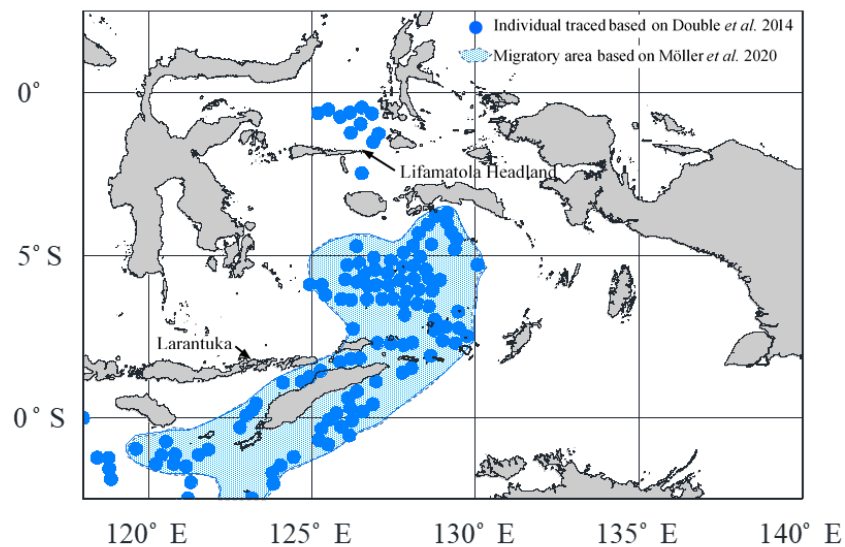 Individual traced based on Double et al. 2014
Migratory area based on Möller et al. 2020
0°
Lifamatola Headland
5° S
Larantuka
0° S
120° E
125° E
130° E
135° E
140° E